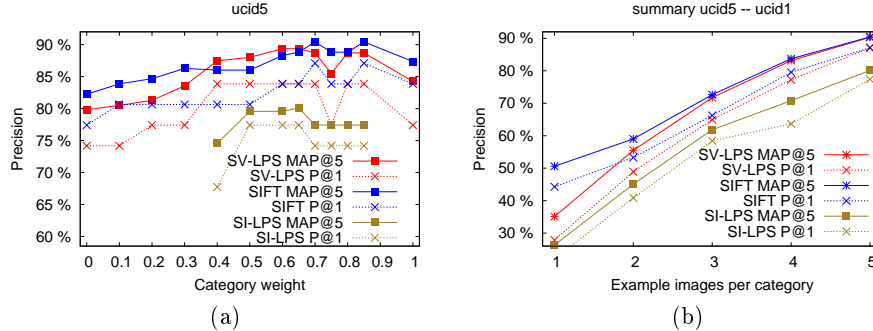 ucid5
90 %
85 %
80 %
75 %
70 %
65 %
60 %
Precision
SV-LPS MAP@5
SV-LPS P@1
SIFT MAP@5
SIFT P@1
SI-LPS MAP@5
SI-LPS P@1
0 0.1 0.2 0.3 0.4 0.5 0.6 0.7 0.8 0.9 1
Category weight
(a)
summary ucid5 -- ucid1
90 %
80 %
70 %
60 %
50 %
40 %
30 %
Precision
SV-LPS MAP@5
SV-LPS P@1
SIFT MAP@5
SIFT P@1
SI-LPS MAP@5
SI-LPS P@1
1 2 3 4 5
Example images per category
(b)